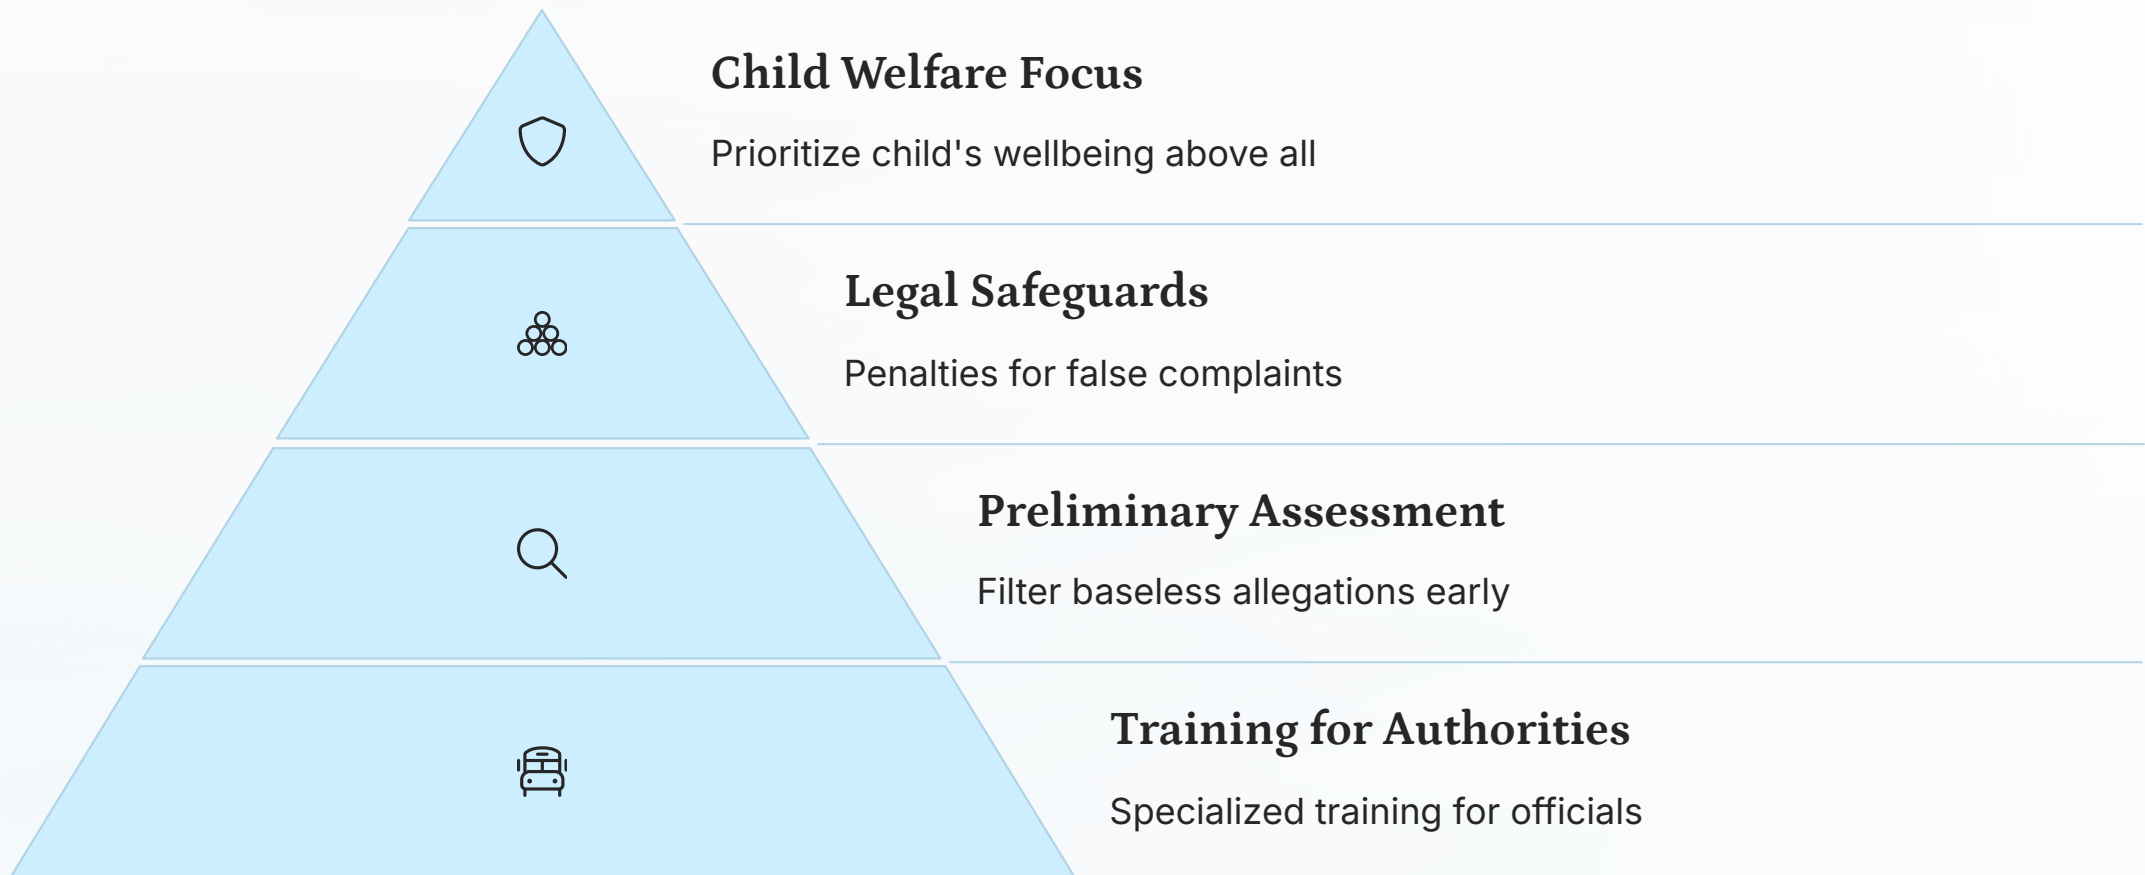 Child Welfare Focus
Prioritize child's wellbeing above all
Legal Safeguards
Penalties for false complaints
Preliminary Assessment
Filter baseless allegations early
Training for Authorities
Specialized training for officials